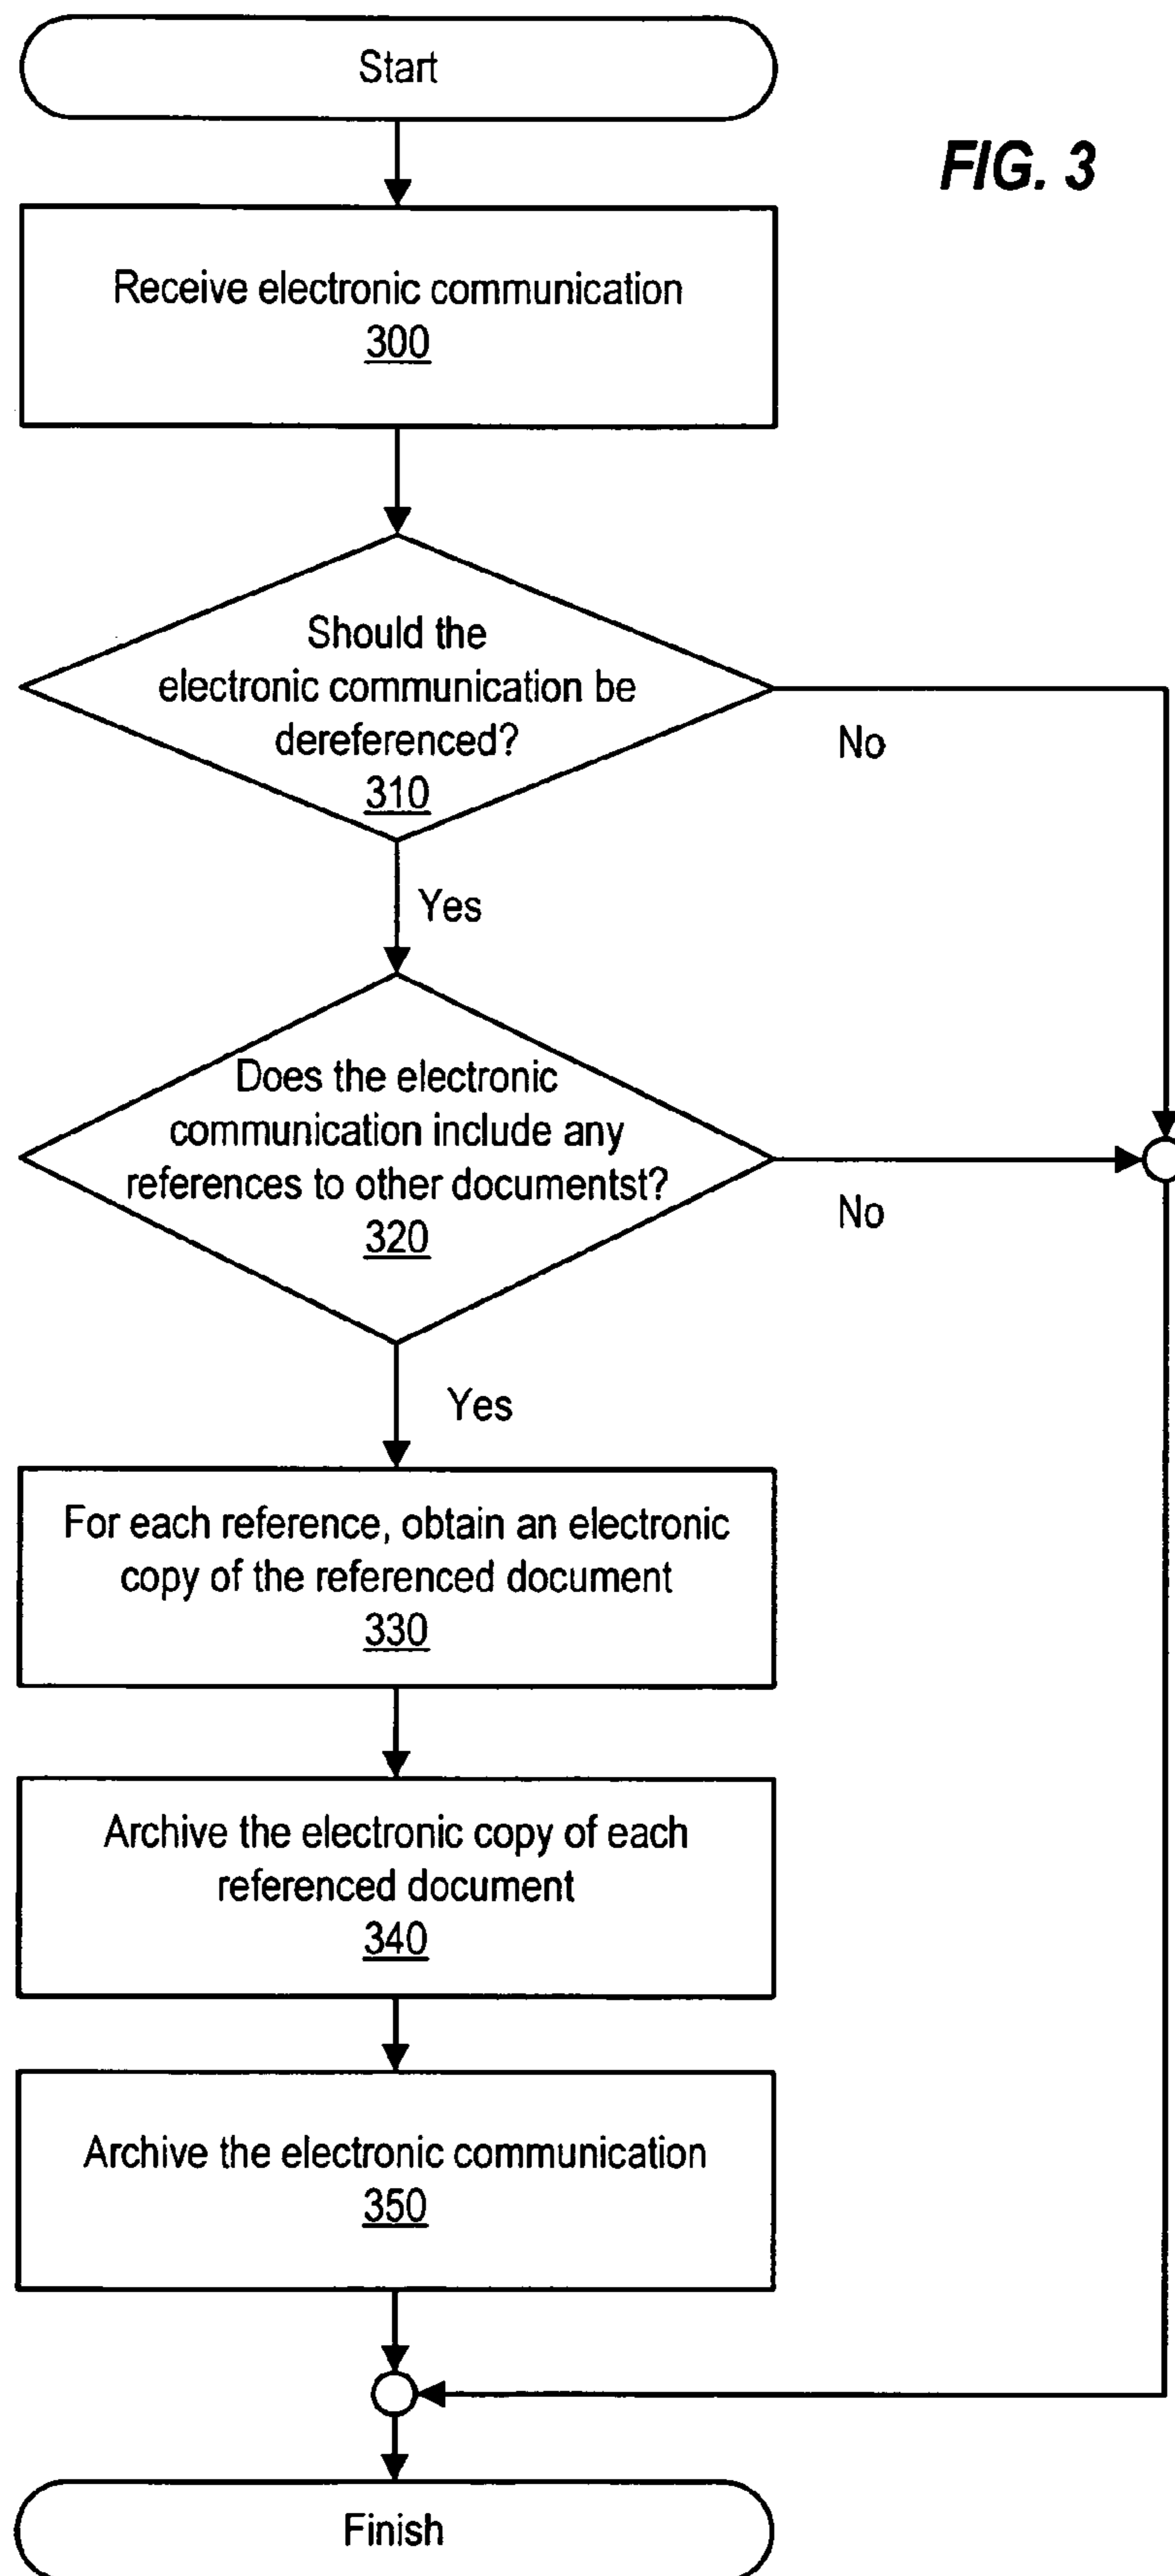 Start
FIG. 3
Receive electronic communication
300
Should the
electronic communication be
dereferenced?
310
No
Yes
Does the electronic
communication include any
references to other documentst?
320
No
Yes
For each reference, obtain an electronic
copy of the referenced document
330
Archive the electronic copy of each
referenced document
340
Archive the electronic communication
350
Finish